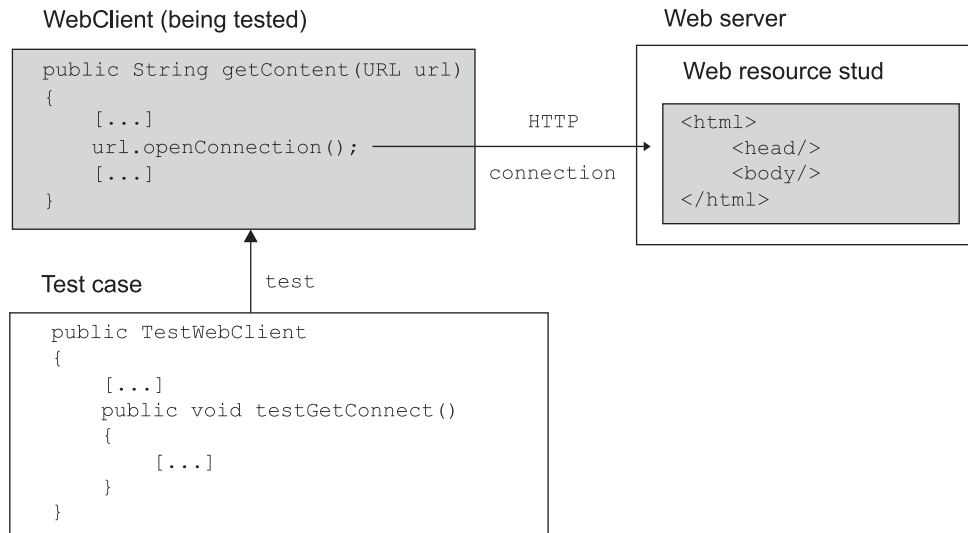 WebClient (being tested)
public String getContent(URL url)
{
[...]
url.openConnection();
[...]
}
HTTP
connection
Web server
Web resource stud
<html>
<head/>
<body/>
</html>
test
Test case
public TestWebClient
{
[...]
public void testGetConnect()
{
[...]
}
}